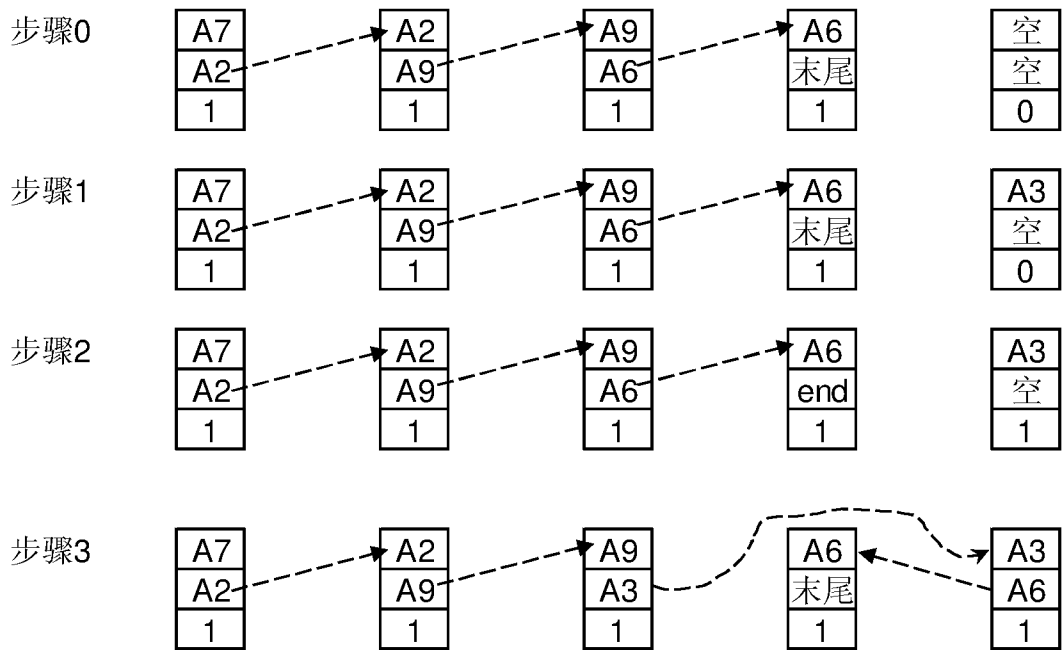 步骤0 A7 A2 A9 A6 空
A2 A9 A6 末尾 空
1 1 1 1 0
步骤1 A7 A2 A9 A6 A3
A2 A9 A6 末尾 空
1 1 1 1 0
步骤2 A7 A2 A9 A6 A3
A2 A9 A6 end 空
1 1 1 1 1
步骤3 A7 A2 A9 A6 A3
A2 A9 A3 末尾 A6
1 1 1 1 1